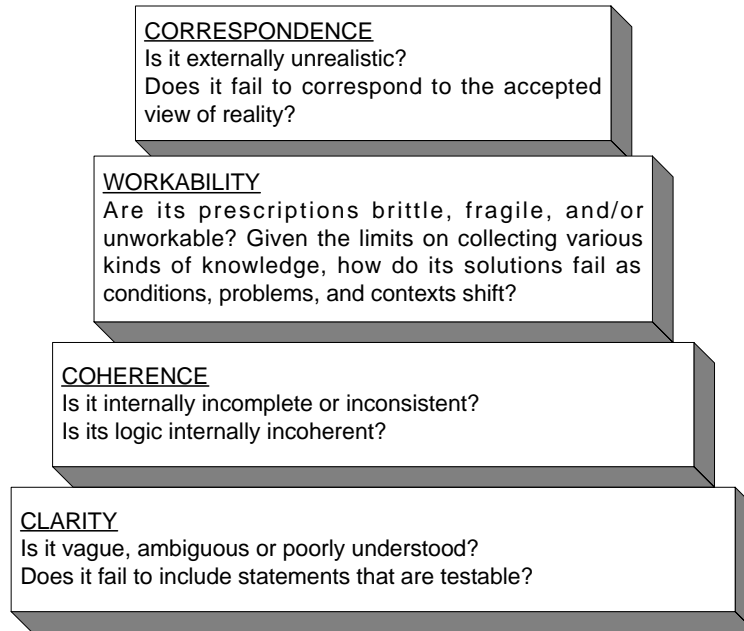 CORRESPONDENCE
Is it externally unrealistic?
Does it fail to correspond to the accepted
view of reality?
WORKABILITY
Are its prescriptions brittle, fragile, and/or
unworkable? Given the limits on collecting various
kinds of knowledge, how do its solutions fail as
conditions, problems, and contexts shift?
COHERENCE
Is it internally incomplete or inconsistent?
Is its logic internally incoherent?
CLARITY
Is it vague, ambiguous or poorly understood?
Does it fail to include statements that are testable?